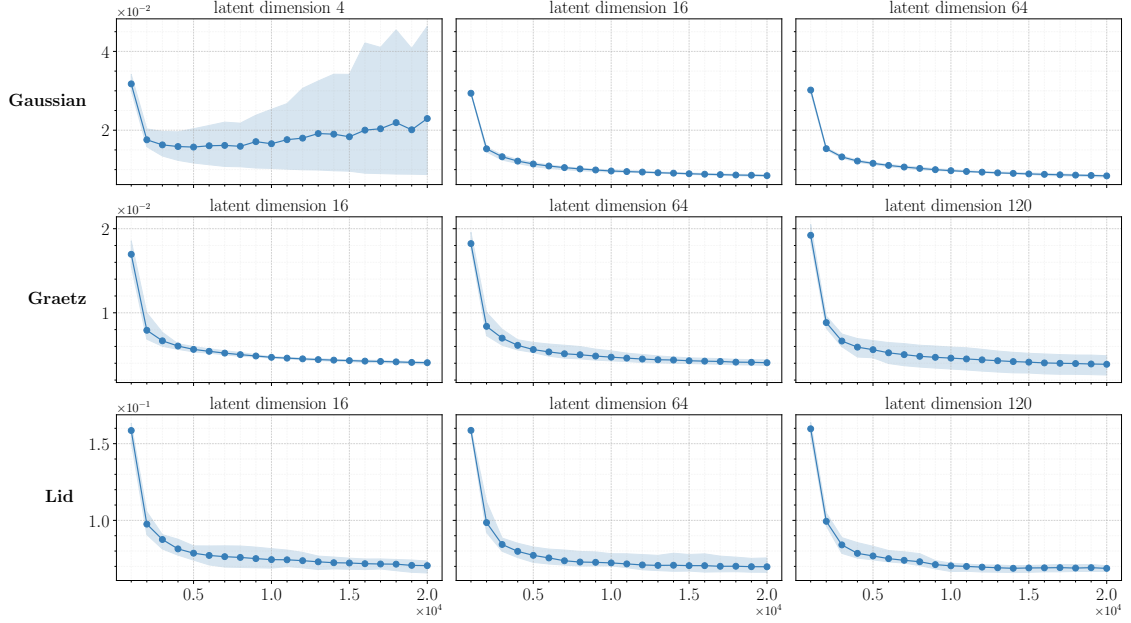 ×10⁻² latent dimension 4 latent dimension 16 latent dimension 64
4
Gaussian
2
×10⁻² latent dimension 16 latent dimension 64 latent dimension 120
2
Graetz
1
×10⁻¹ latent dimension 16 latent dimension 64 latent dimension 120
1.5
Lid
1.0
0.5 1.0 1.5 2.0 0.5 1.0 1.5 2.0 0.5 1.0 1.5 2.0
×10⁴ ×10⁴ ×10⁴